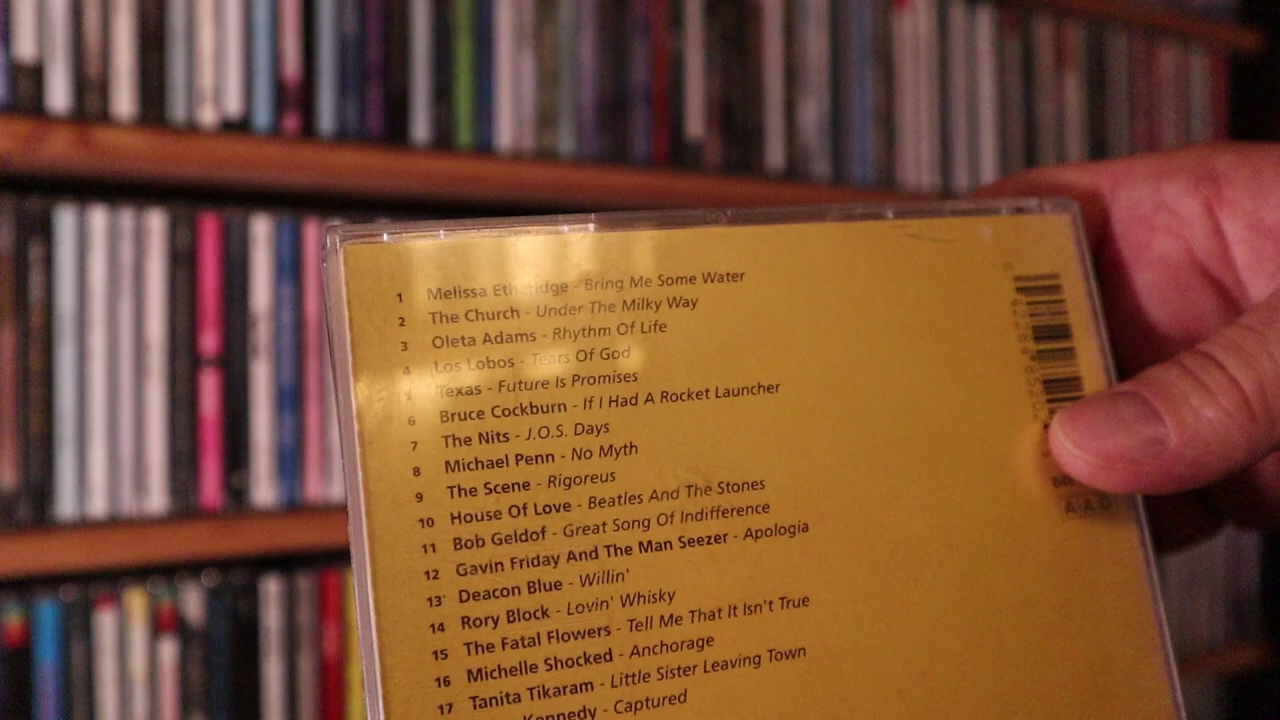 1 Melissa Etheridge - Bring Me Some Water
2 The Church - Under The Milky Way
3 Oleta Adams - Rhythm Of Life
4 Los Lobos - Tears Of God
5 Texas - Future Is Promises
6 Bruce Cockburn - If I Had A Rocket Launcher
7 The Nits - J.O.S. Days
8 Michael Penn - No Myth
9 The Scene - Rigoreus
10 House Of Love - Beatles And The Stones
11 Bob Geldof - Great Song Of Indifference
12 Gavin Friday And The Man Seezer - Apologia
13 Deacon Blue - Willin'
14 Rory Block - Lovin' Whisky
15 The Fatal Flowers - Tell Me That It Isn't True
16 Michelle Shocked - Anchorage
17 Tanita Tikaram - Little Sister Leaving Town
Kennedy - Captured
A A D